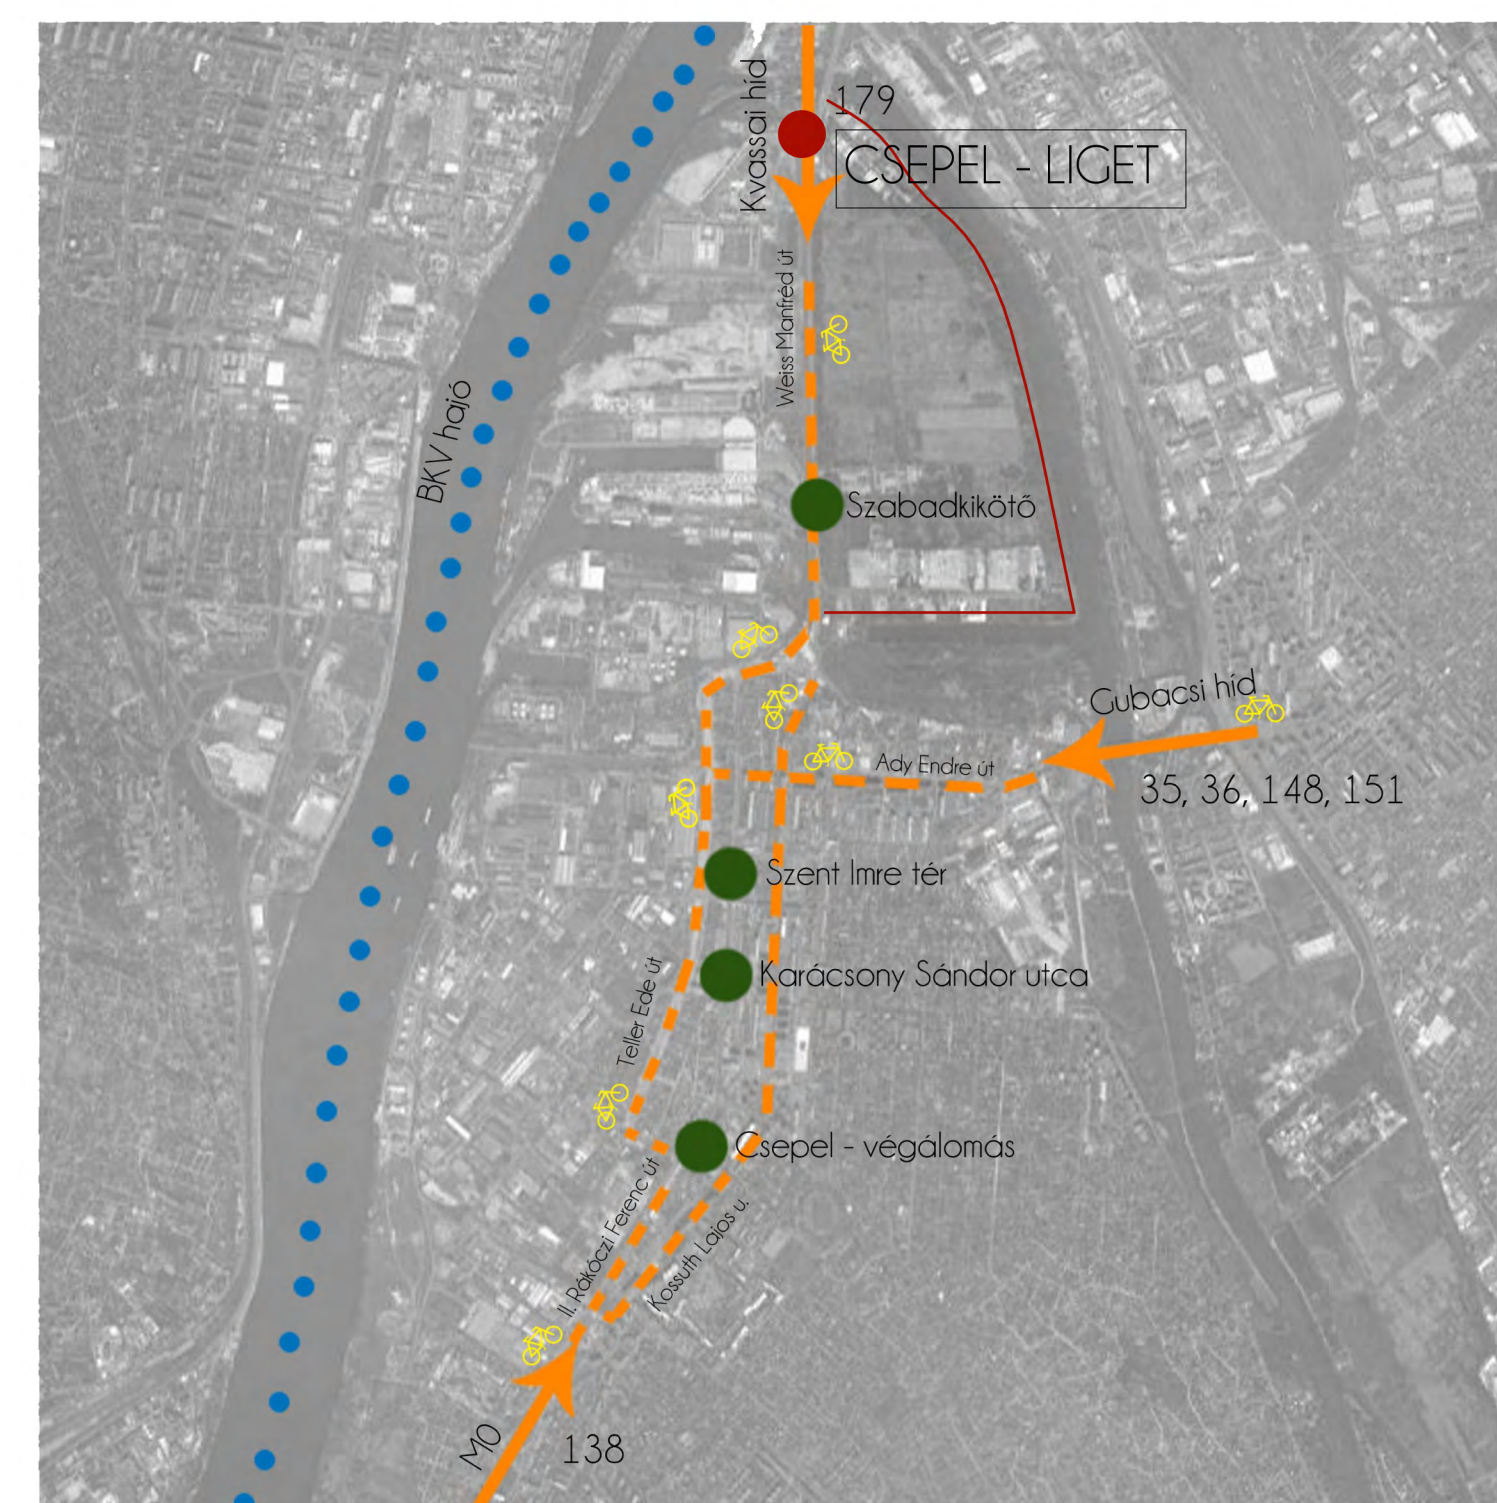 179
Kvassai híd
CSEPEL - LIGET
Weiss Manfréd út
BKV hajó
Szabadkikötő
Gubacsi híd
Ady Endre út
35, 36, 148, 151
Szent Imre tér
Karácsony Sándor utca
Teller Ede út
Csepel - végálomás
II. Rákóczi Ferenc út
Kossuth Lajos u.
M0
138